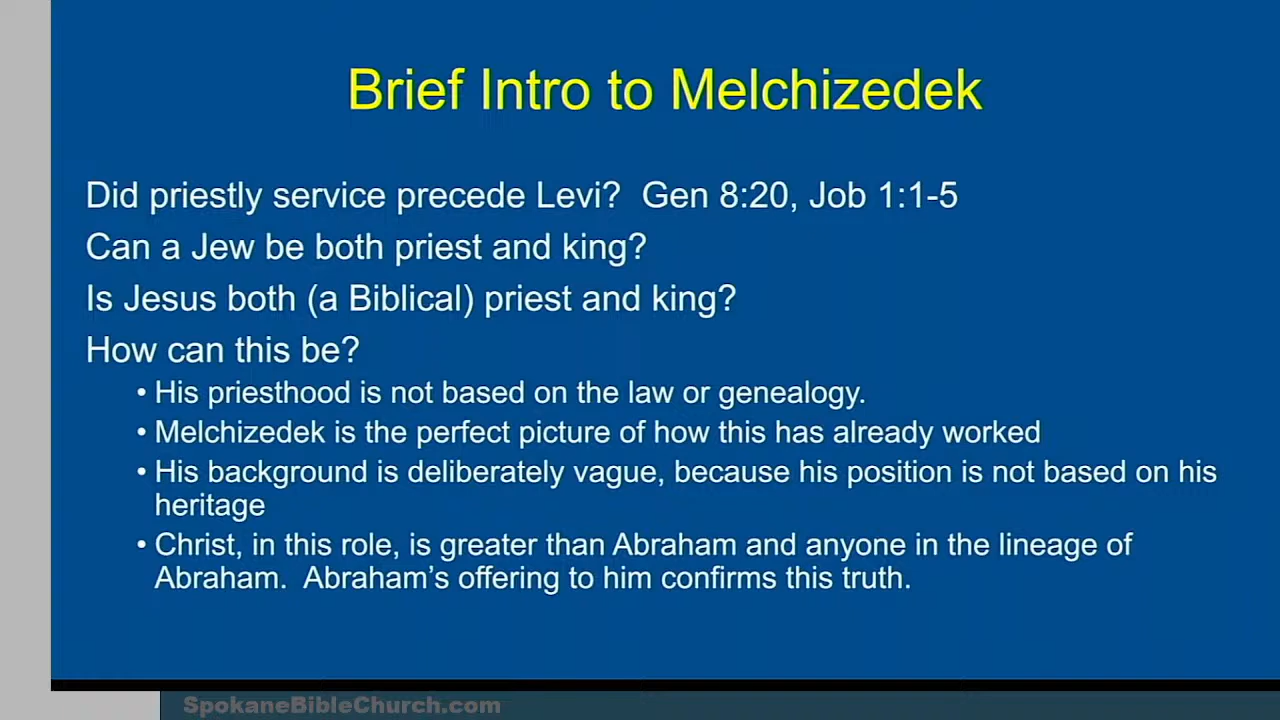 Brief Intro to Melchizedek
Did priestly service precede Levi?  Gen 8:20, Job 1:1-5
Can a Jew be both priest and king?
Is Jesus both (a Biblical) priest and king?
How can this be?
• His priesthood is not based on the law or genealogy.
• Melchizedek is the perfect picture of how this has already worked
• His background is deliberately vague, because his position is not based on his
heritage
• Christ, in this role, is greater than Abraham and anyone in the lineage of
Abraham.  Abraham’s offering to him confirms this truth.
SpokaneBibleChurch.com